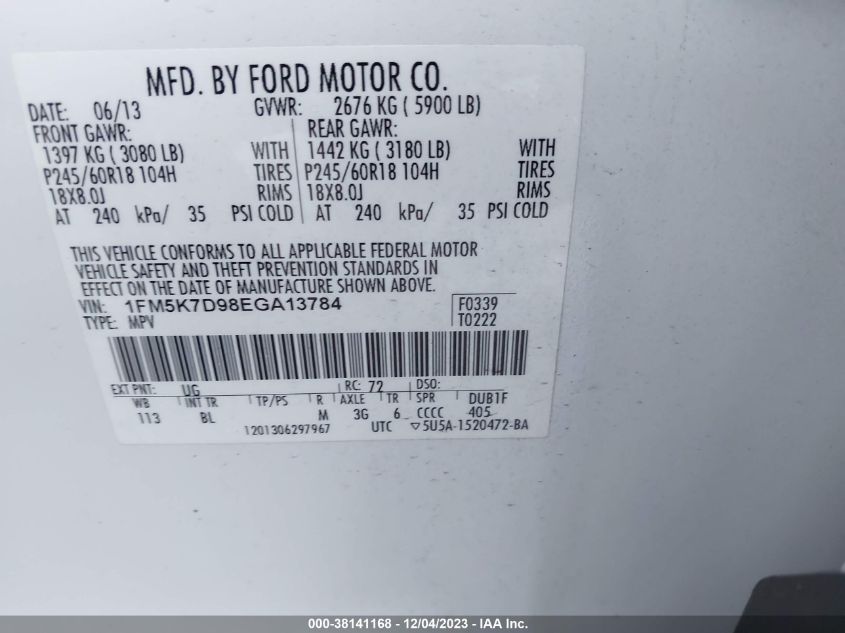 MFD. BY FORD MOTOR CO.
DATE: 06/13 GVWR: 2676 KG ( 5900 LB)
FRONT GAWR: REAR GAWR:
1397 KG ( 3080 LB) WITH 1442 KG ( 3180 LB) WITH
P245/60R18 104H TIRES P245/60R18 104H TIRES
18X8.0J RIMS 18X8.0J RIMS
AT 240 kPa/ 35 PSI COLD AT 240 kPa/ 35 PSI COLD
THIS VEHICLE CONFORMS TO ALL APPLICABLE FEDERAL MOTOR
VEHICLE SAFETY AND THEFT PREVENTION STANDARDS IN
EFFECT ON THE DATE OF MANUFACTURE SHOWN ABOVE.
VIN: 1FM5K7D98EGA13784 F0339
TYPE: MPV T0222
EXT PNT: UG RC: 72 DSO:
WB INT TR TP/PS R AXLE TR SPR DUB1F
113 BL M 3G 6 CCCC 405
1201306297967 UTC ▽5U5A-1520472-BA
000-38141168 - 12/04/2023 - IAA Inc.